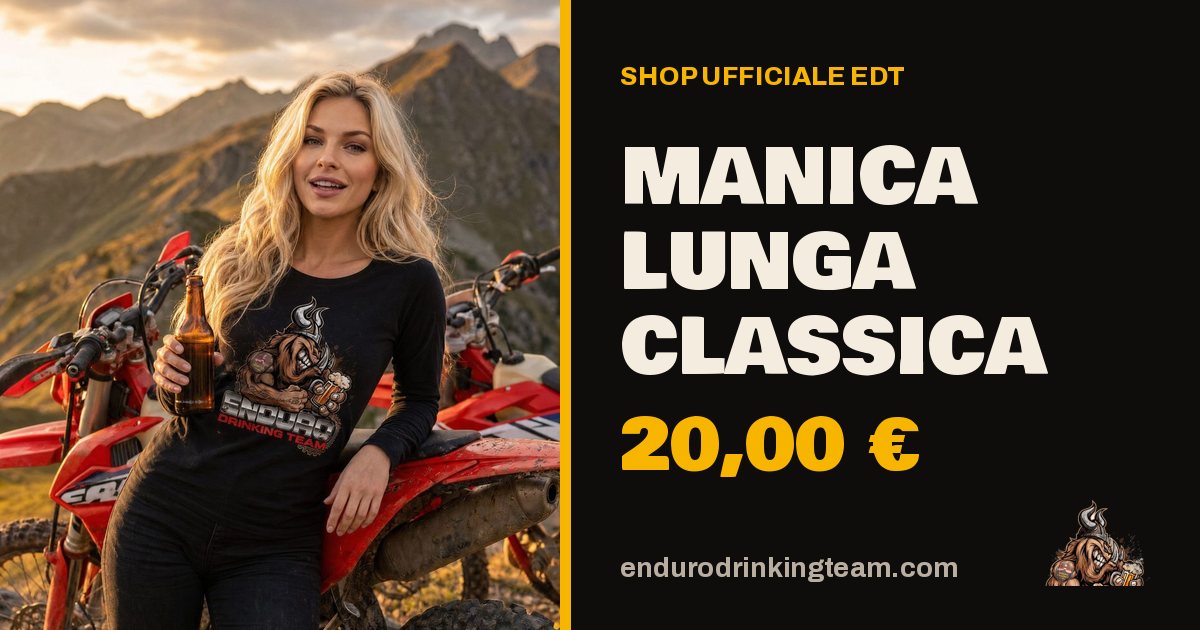 SHOP UFFICIALE EDT
MANICA
LUNGA
CLASSICA
20,00 €
endurodrinkingteam.com
ENDURO
DRINKING TEAM